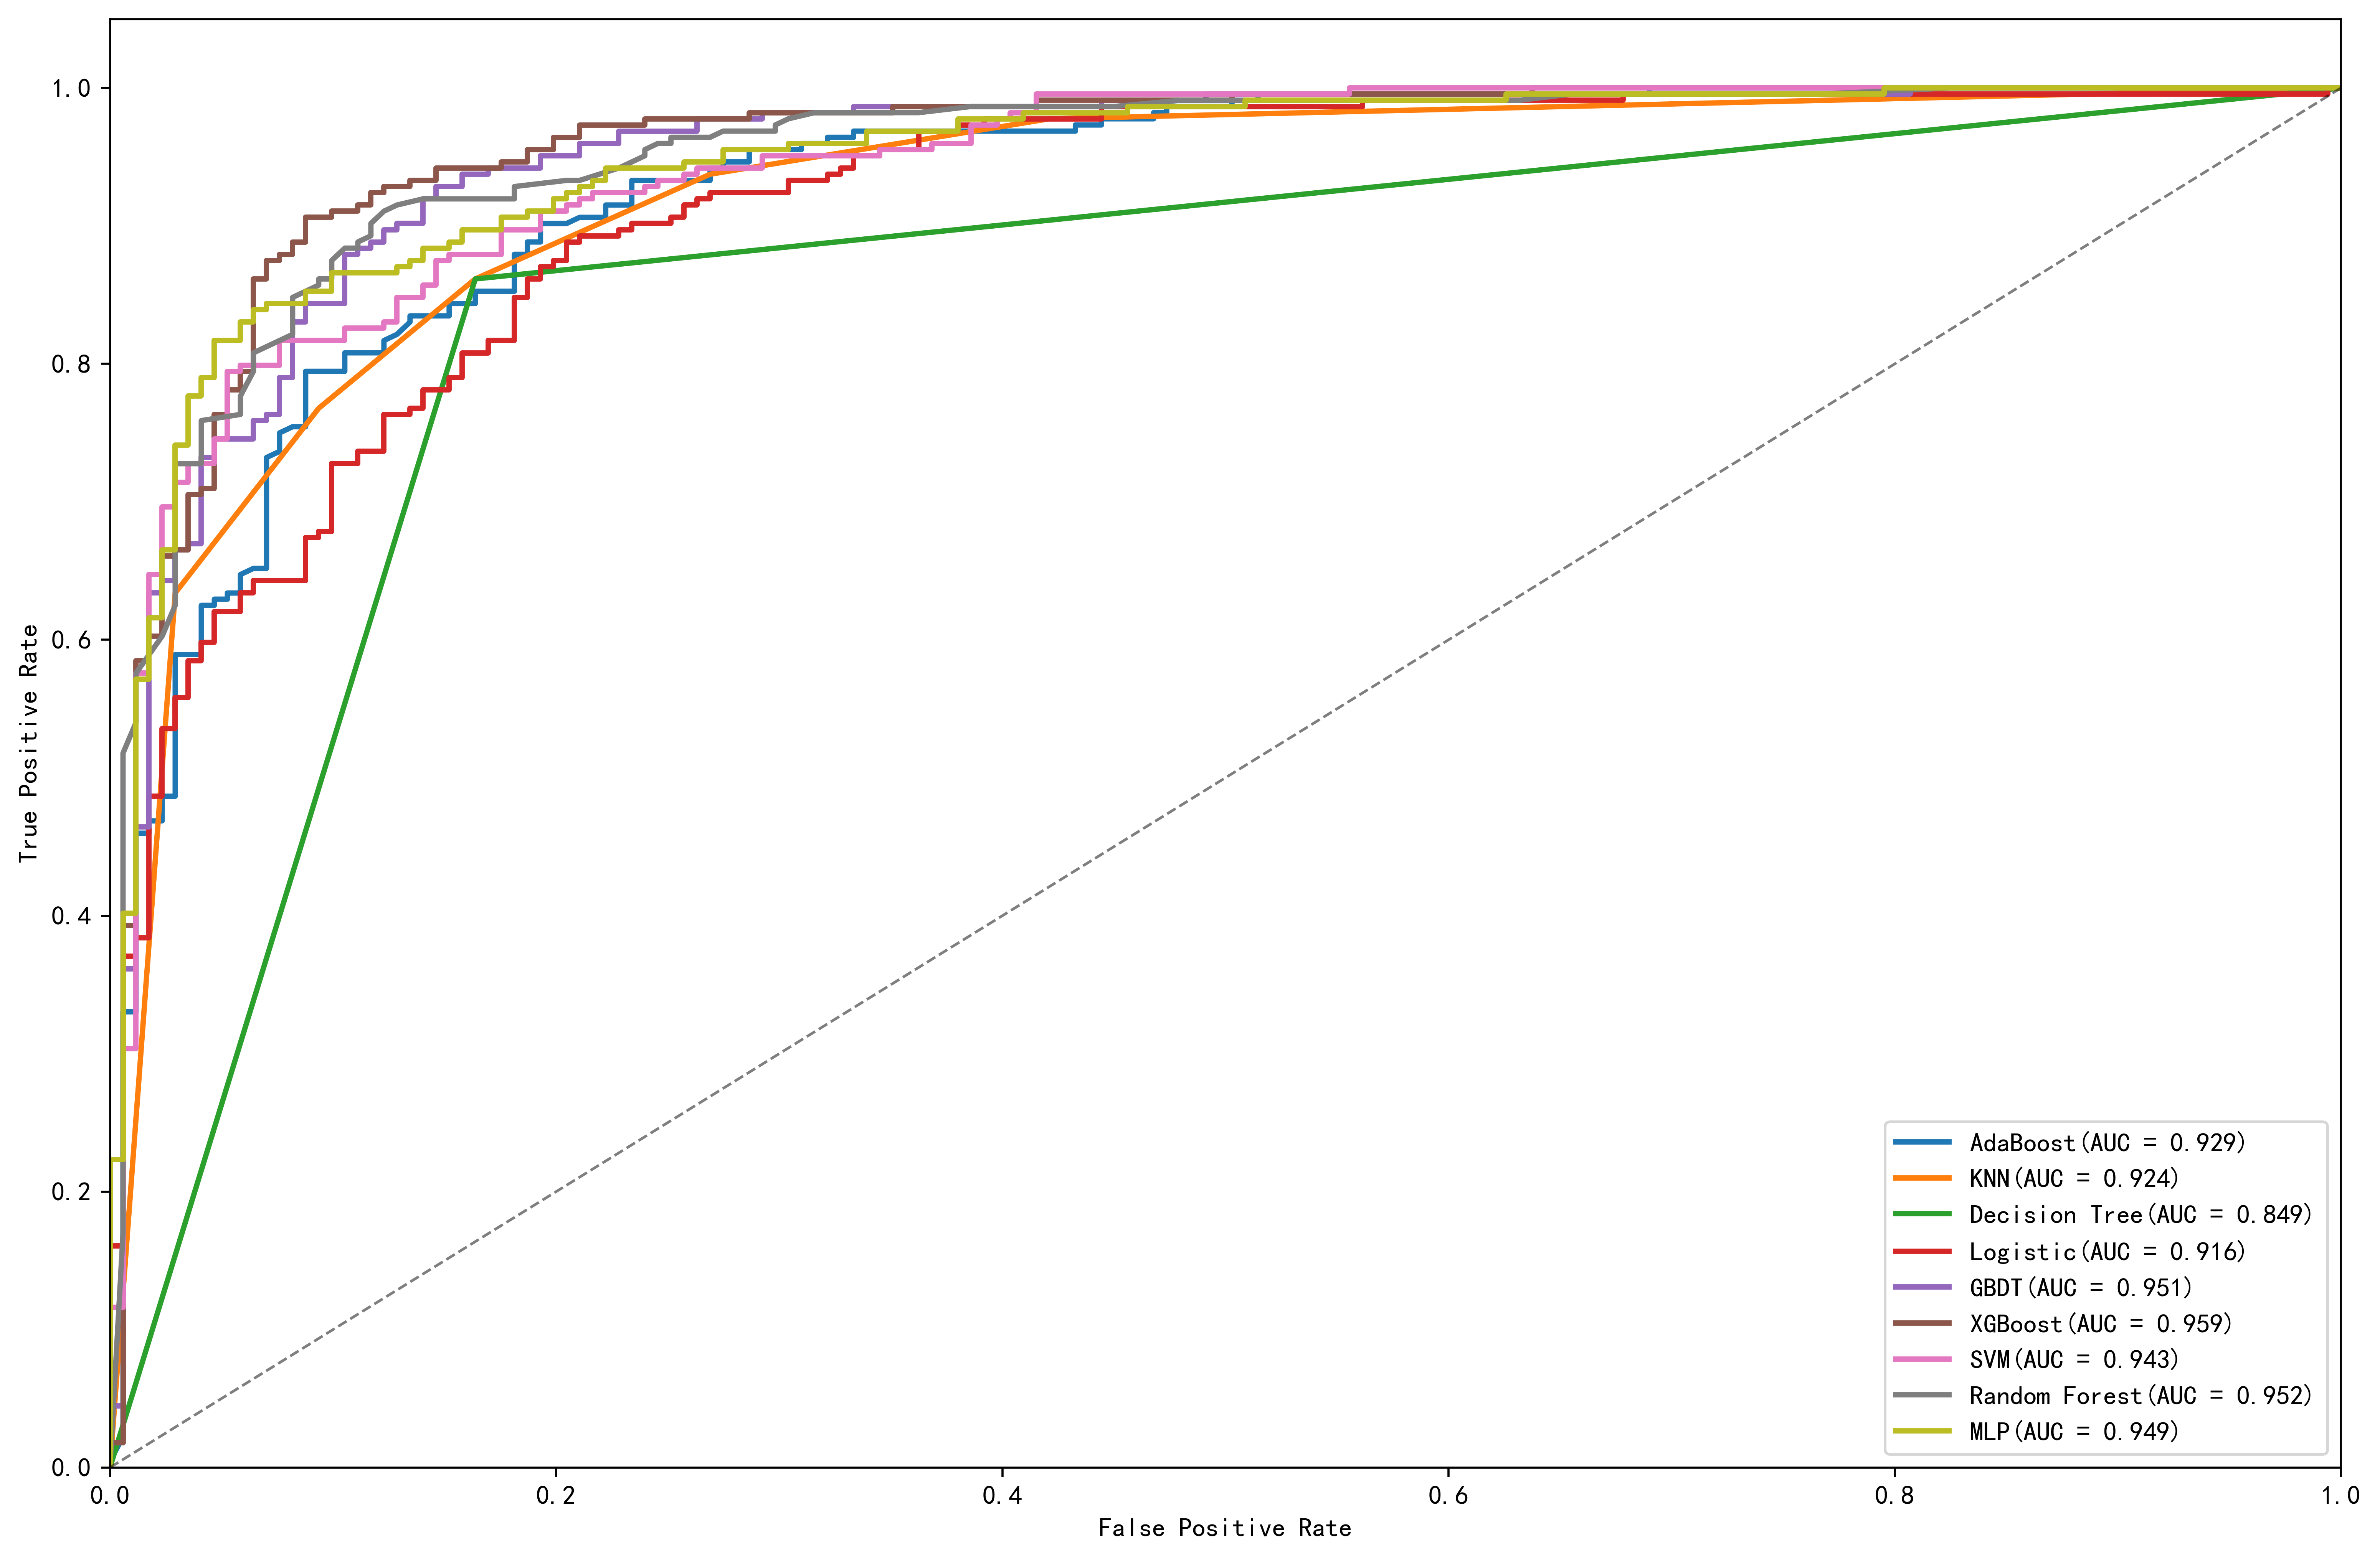 1.0
0.8
0.6
0.4
0.2
0.0
True Positive Rate
0.0 0.2 0.4 0.6 0.8 1.0
False Positive Rate
AdaBoost(AUC = 0.929)
KNN(AUC = 0.924)
Decision Tree(AUC = 0.849)
Logistic(AUC = 0.916)
GBDT(AUC = 0.951)
XGBoost(AUC = 0.959)
SVM(AUC = 0.943)
Random Forest(AUC = 0.952)
MLP(AUC = 0.949)